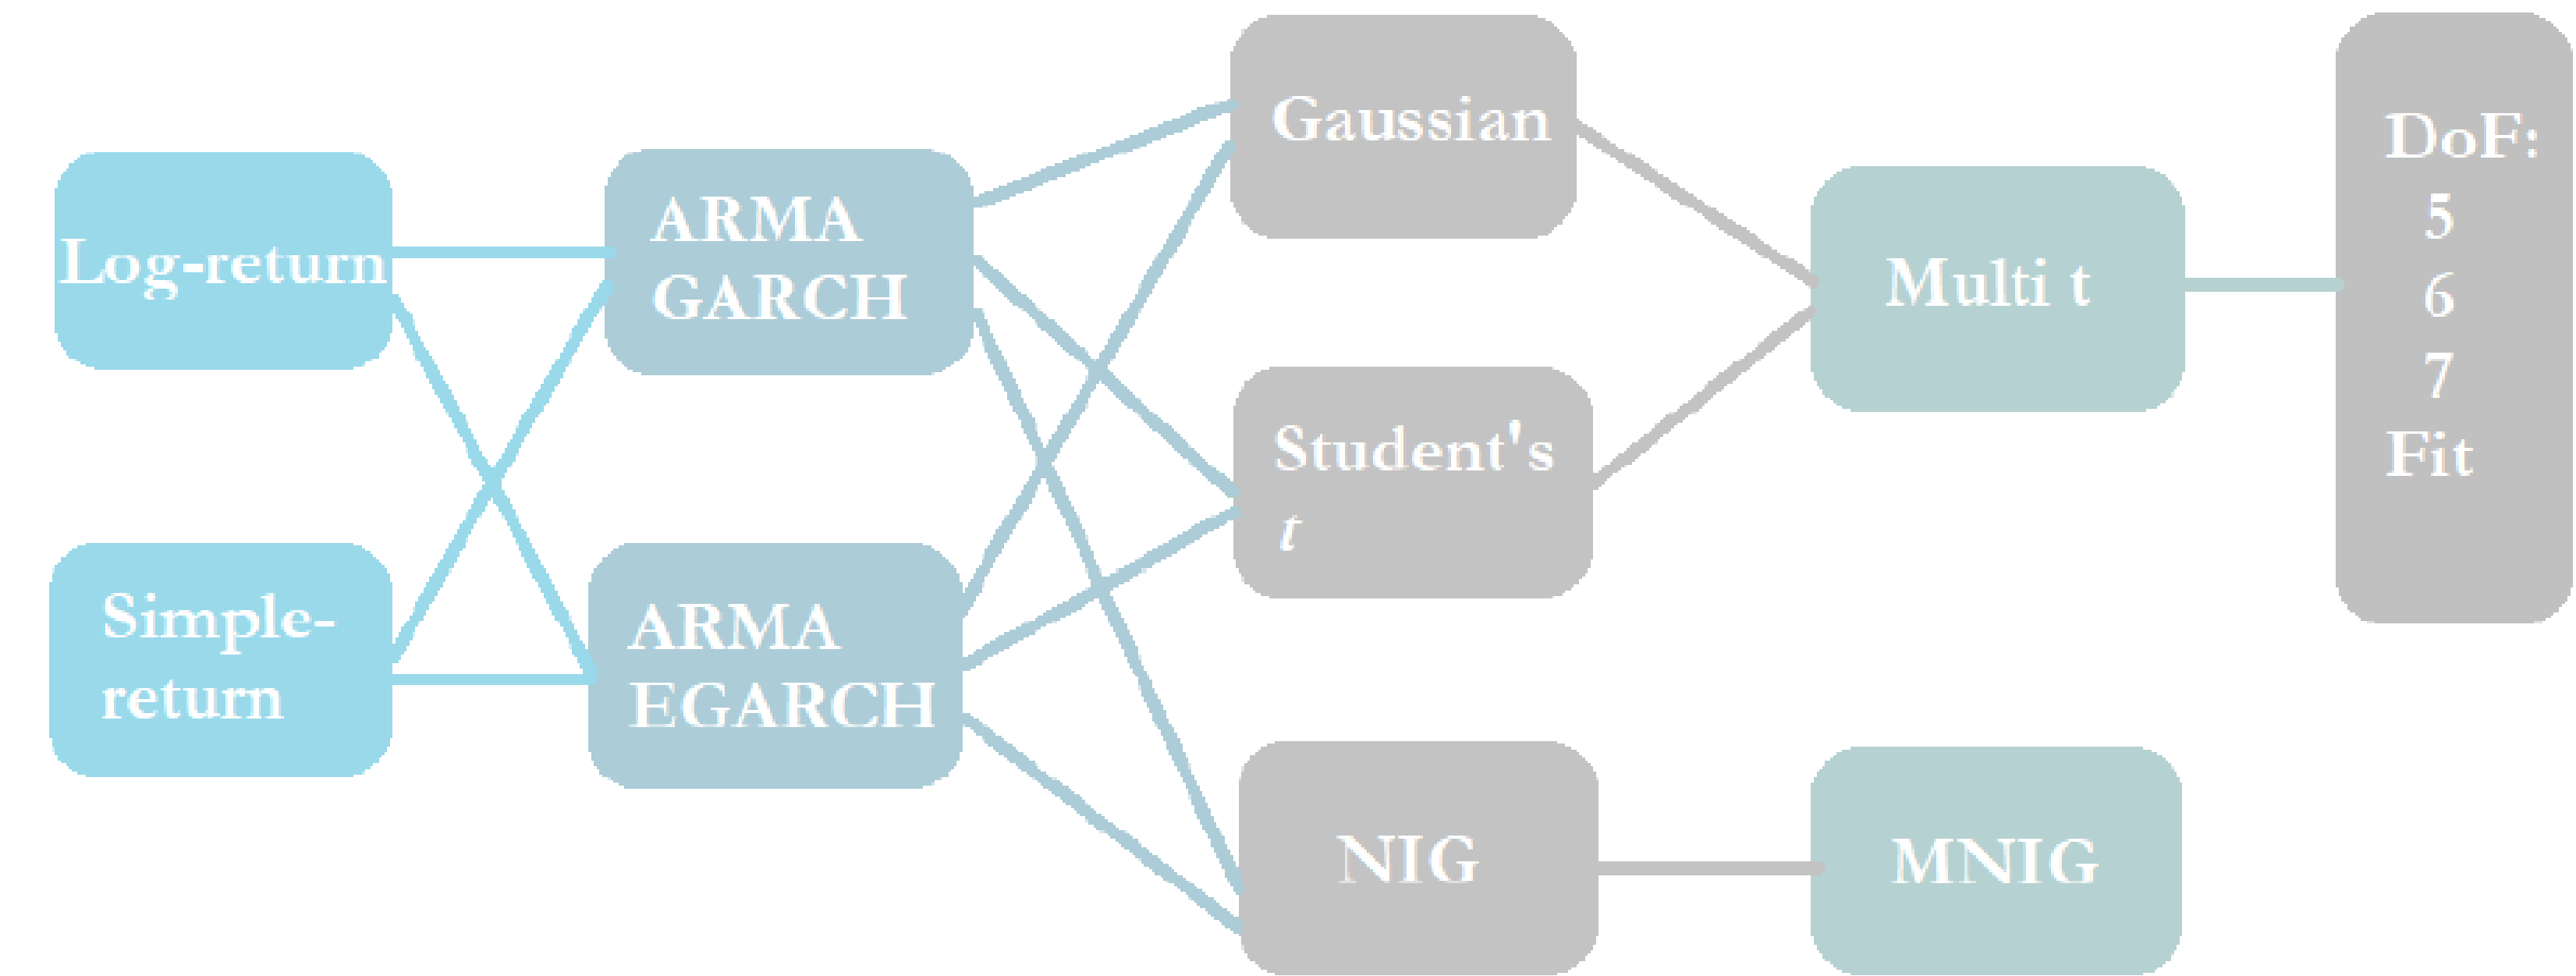 Log-return
Simple-
return
ARMA
GARCH
ARMA
EGARCH
Gaussian
Student's
t
NIG
Multi t
MNIG
DoF:
5
6
7
Fit